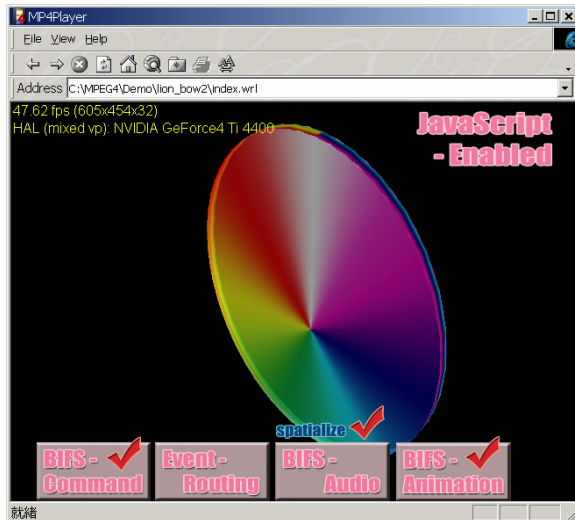 MP4Player
File View Help
Address C:\MPEG4\Demo\lion_bow2\index.wrl
47.62 fps (605x454x32)
HAL (mixed vp): NVIDIA GeForce4 Ti 4400
JavaScript
- Enabled
spatialize
BIFS -
Command
Event -
Routing
BIFS -
Audio
BIFS -
Animation
就緒